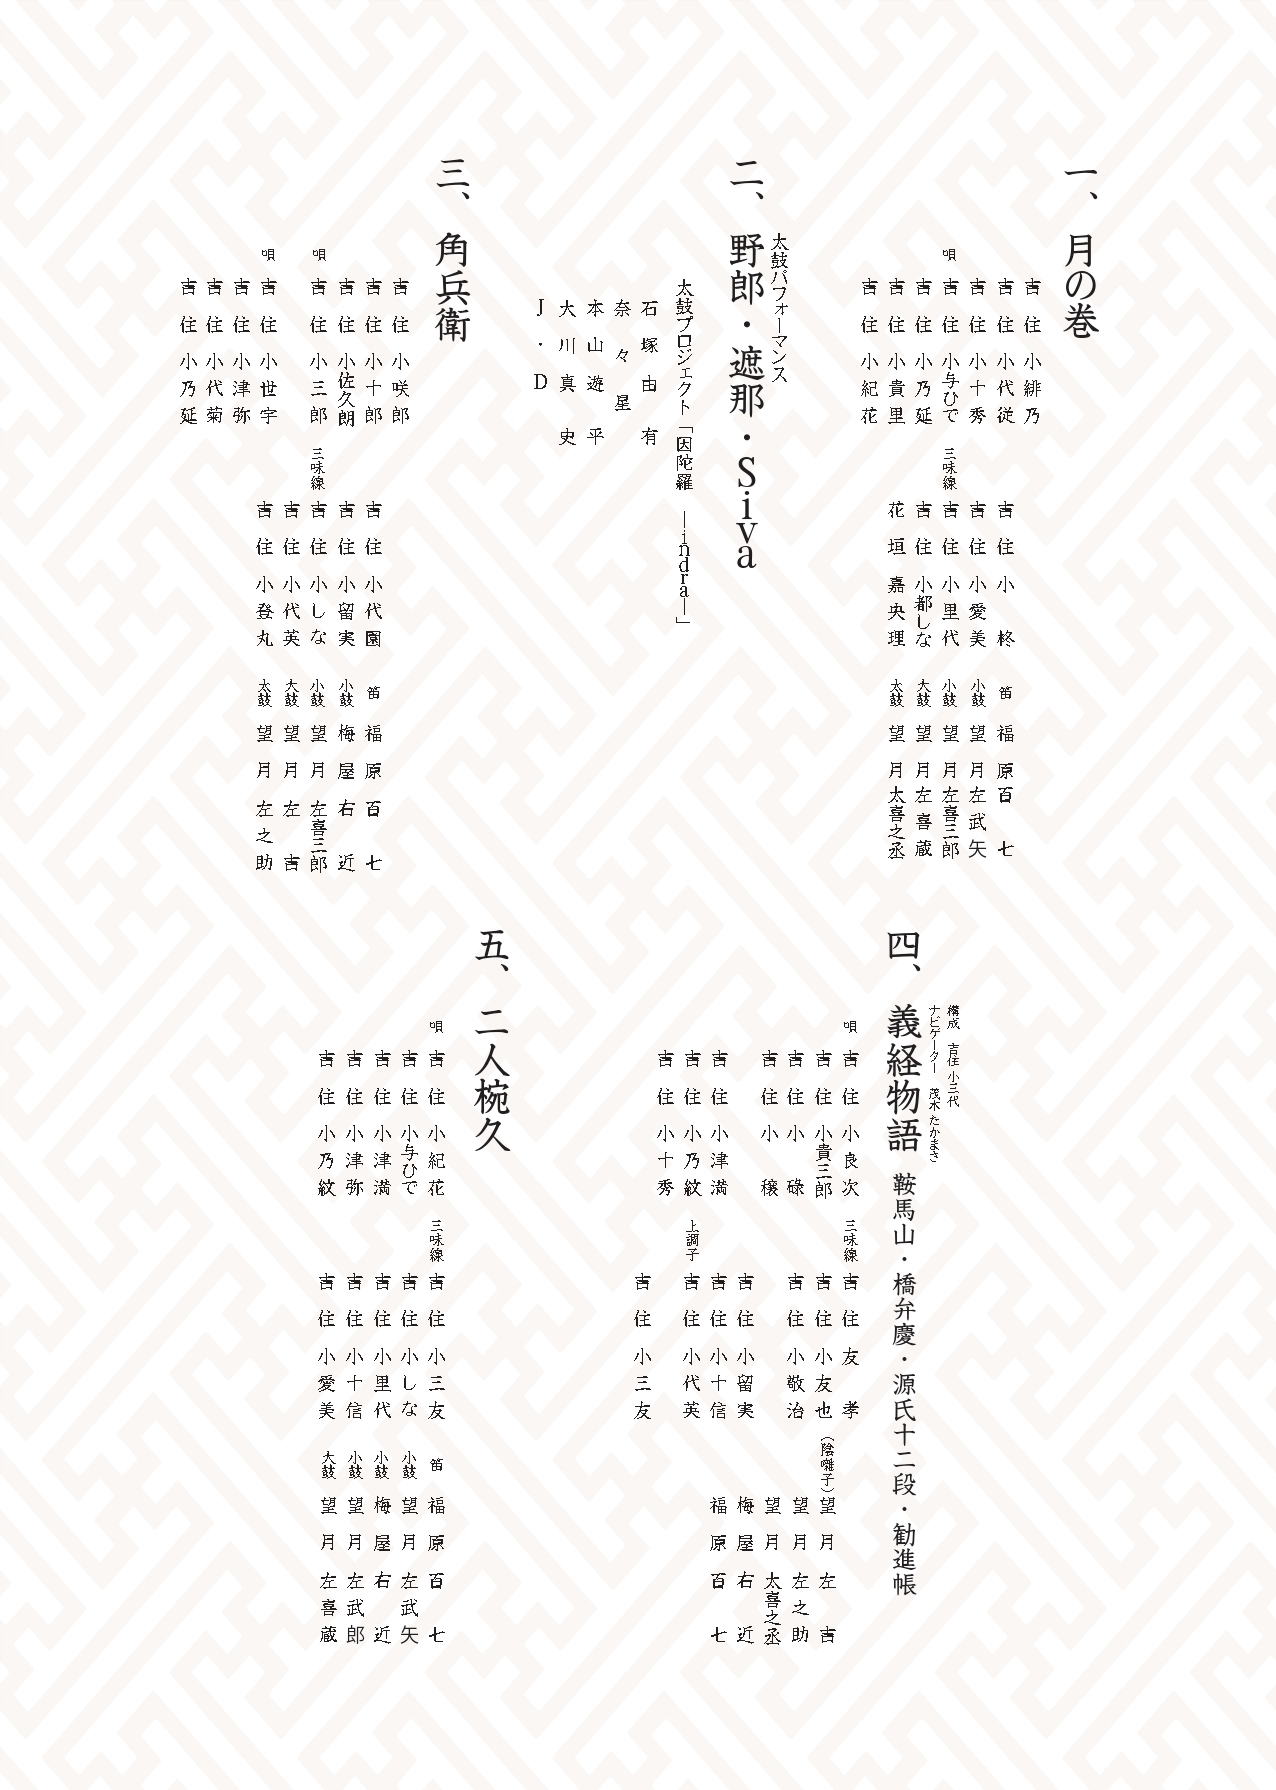 一、 月の巻
吉住 小緋乃
吉住 小代従
吉住 小十秀
唄 吉住 小与ひで
吉住 小乃延
吉住 小貴里
吉住 小紀花
吉住 小柊
吉住 小愛美
三味線 吉住 小里代
吉住 小都しな
花垣 嘉央理
笛 福原 百七
小鼓 望月 左武矢
小鼓 望月 左喜三郎
大鼓 望月 左喜蔵
太鼓 望月 太喜之丞
太鼓パフォーマンス
二、 野郎・遮那・Siva
太鼓プロジェクト「因陀羅 ―indra―」
石塚 由有
奈々星
本山 遊平
大川 真史
J・D
三、 角兵衛
吉住 小咲郎
吉住 小十郎
吉住 小佐久朗
唄 吉住 小三郎
唄 吉住 小世宇
吉住 小津弥
吉住 小代菊
吉住 小乃延
吉住 小代園
吉住 小留実
三味線 吉住 小しな
吉住 小代英
吉住 小登丸
笛 福原 百七
小鼓 梅屋 右近
小鼓 望月 左喜三郎
大鼓 望月 左吉
太鼓 望月 左之助
構成 吉住 小三代
ナビゲーター 茂木 たかまさ
四、 義経物語 鞍馬山・橋弁慶・源氏十二段・勧進帳
唄 吉住 小良次
吉住 小貴三郎
吉住 小碌
吉住 小穣
吉住 小津満
吉住 小乃紋
吉住 小十秀
三味線 吉住 友孝
吉住 小友也
吉住 小敬治
吉住 小留実
吉住 小十信
上調子 吉住 小代英
吉住 小三友
（陰囃子） 望月 左吉
望月 左之助
望月 太喜之丞
梅屋 右近
福原 百七
五、 二人椀久
唄 吉住 小紀花
吉住 小与ひで
吉住 小津満
吉住 小津弥
吉住 小乃紋
三味線 吉住 小三友
吉住 小しな
吉住 小里代
吉住 小十信
吉住 小愛美
笛 福原 百七
小鼓 望月 左武矢
小鼓 梅屋 右近
小鼓 望月 左武郎
大鼓 望月 左喜蔵